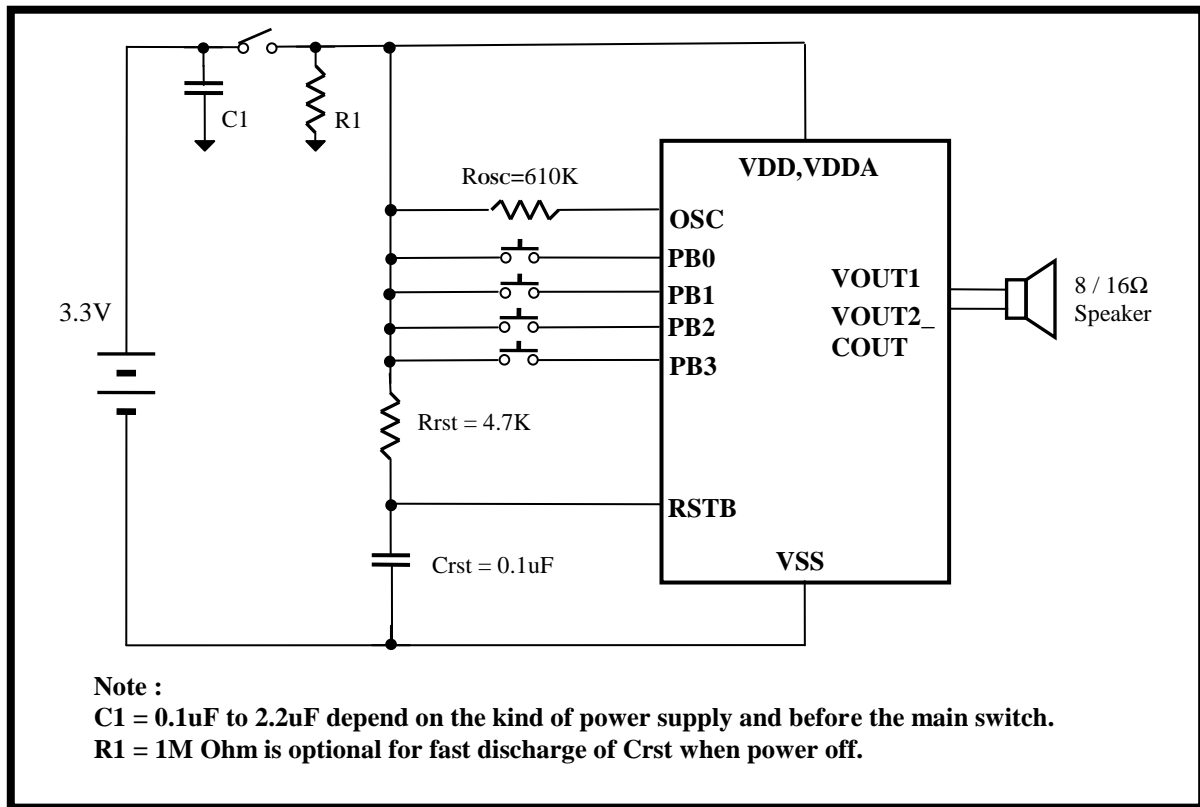 C1
R1
VDD,VDDA
Rosc=610K
OSC
PB0
PB1
PB2
PB3
VOUT1
VOUT2_
COUT
8 / 16Ω
Speaker
3.3V
Rrst = 4.7K
RSTB
Crst = 0.1uF
VSS
Note :
C1 = 0.1uF to 2.2uF depend on the kind of power supply and before the main switch.
R1 = 1M Ohm is optional for fast discharge of Crst when power off.